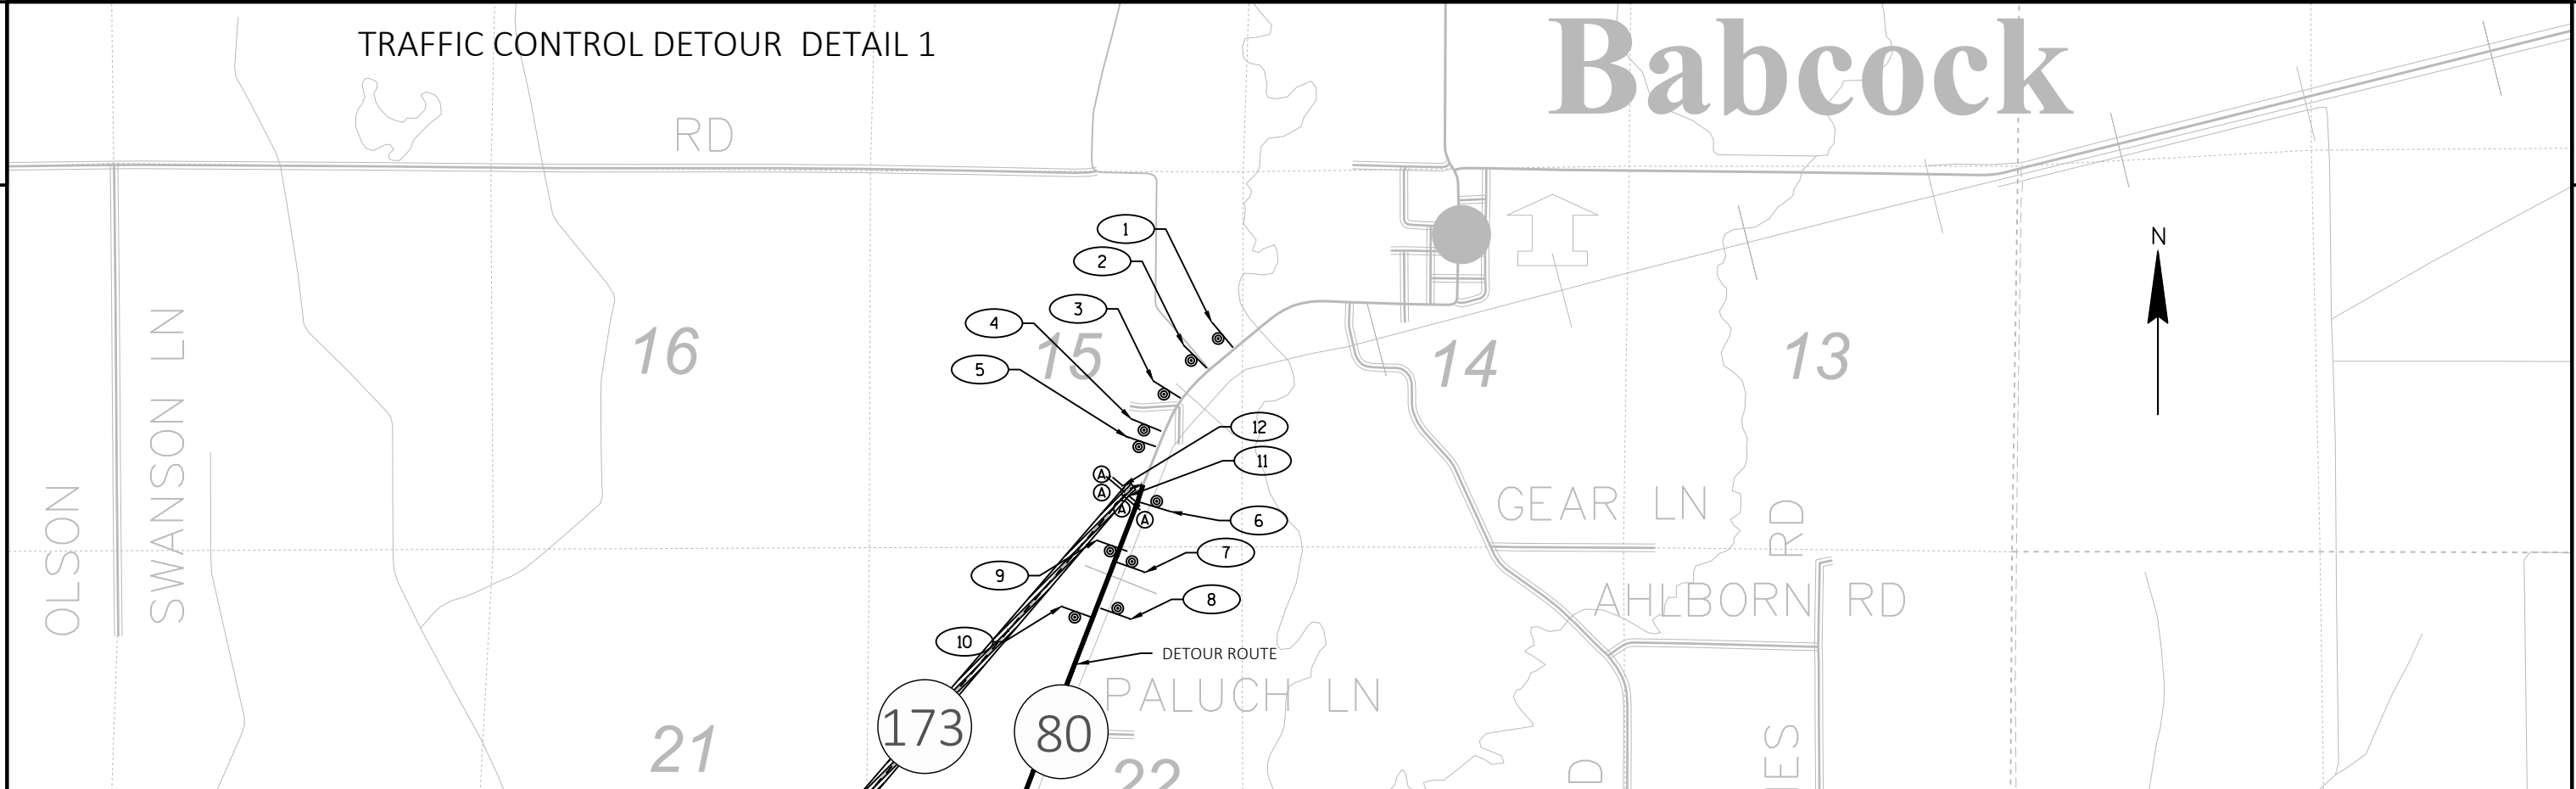 TRAFFIC CONTROL DETOUR DETAIL 1
Babcock
RD
N
1
2
3
4
5
16
15
14
13
12
11
A
A
A
A
6
7
8
9
10
OLSON
SWANSON LN
GEAR LN
RD
AHLBORN RD
DETOUR ROUTE
PALUCH LN
173
80
21
22
D
IES